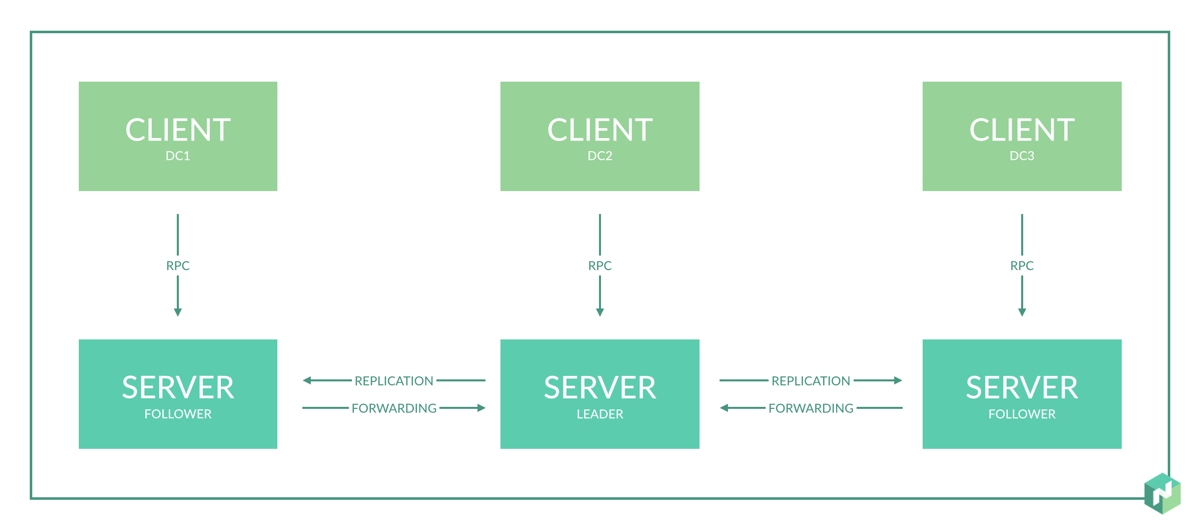 CLIENT
DC1
CLIENT
DC2
CLIENT
DC3
RPC
RPC
RPC
SERVER
FOLLOWER
REPLICATION
FORWARDING
SERVER
LEADER
REPLICATION
FORWARDING
SERVER
FOLLOWER